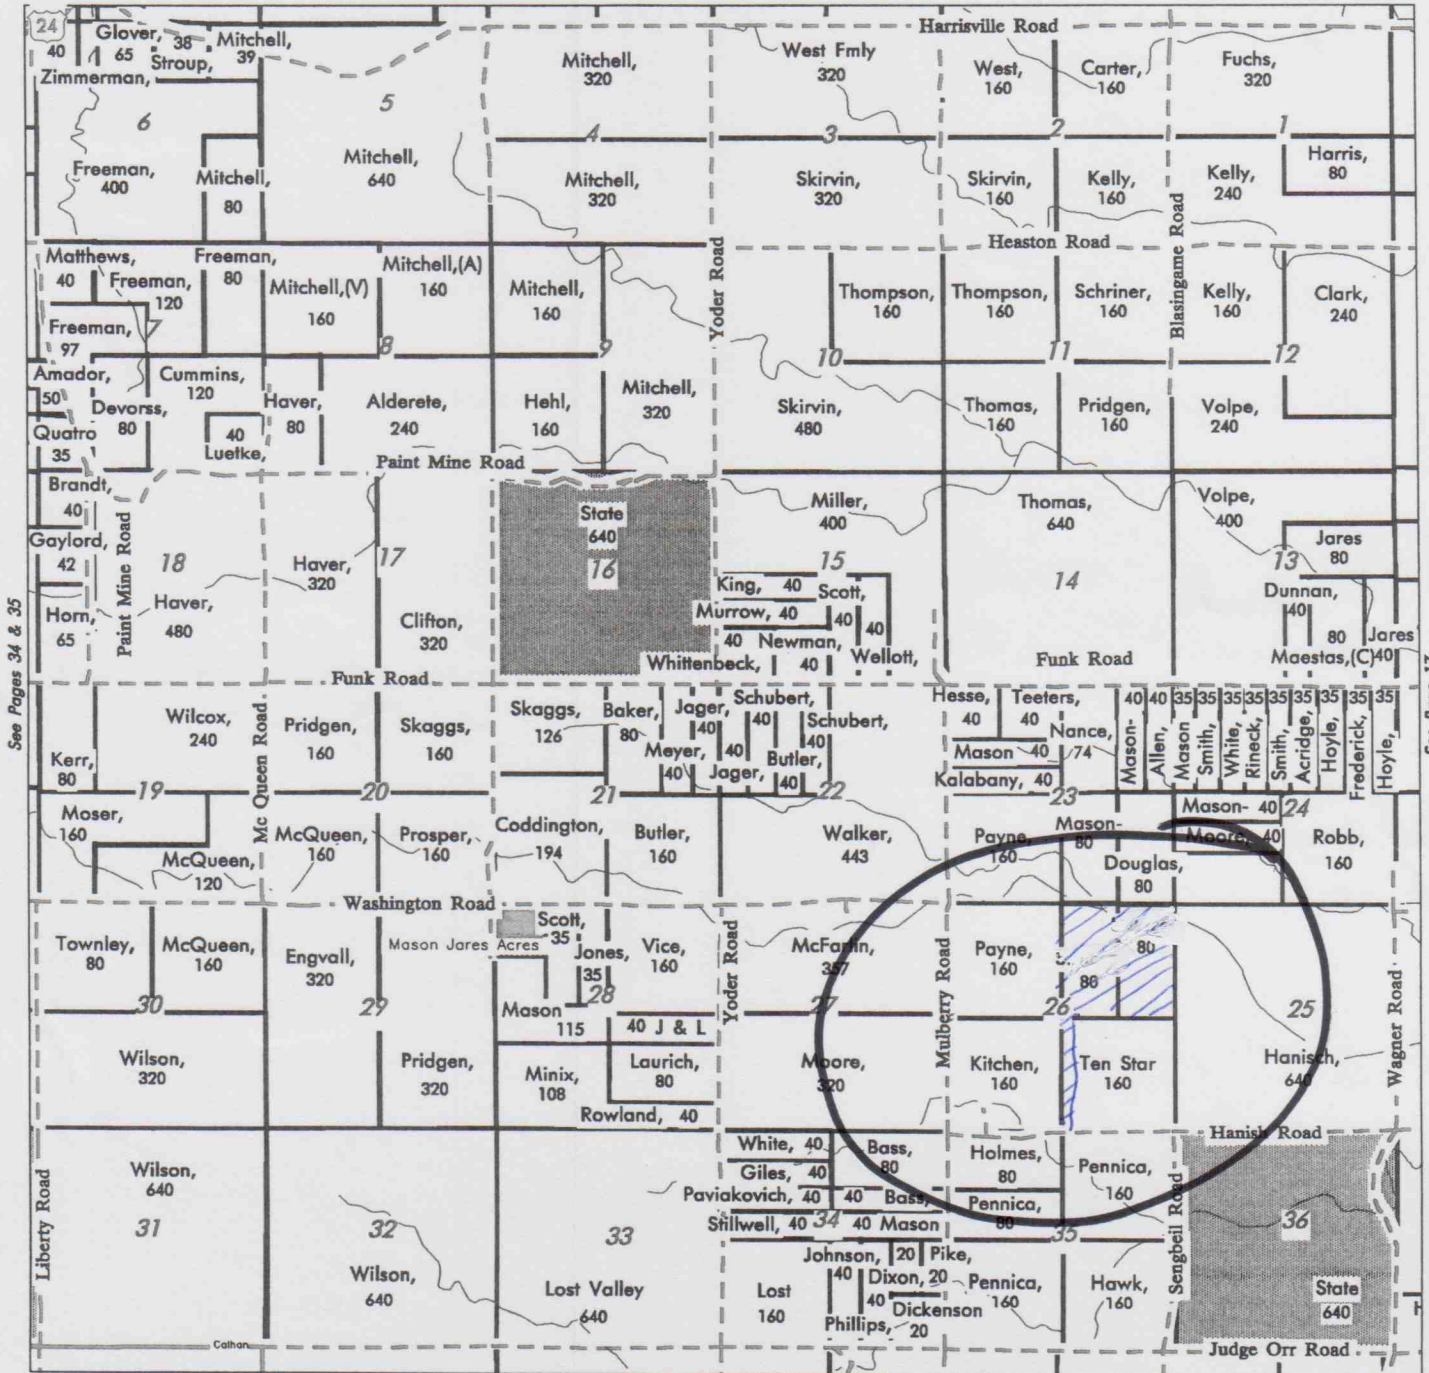 24
Harrisville Road
Glover,
65
38
Stroup,
Mitchell,
39
40
Zimmerman,
6
5
Mitchell,
320
4
West Fmly
320
3
West,
160
Carter,
160
2
Fuchs,
320
1
Freeman,
400
Mitchell,
80
Mitchell,
640
Mitchell,
320
Skirvin,
320
Skirvin,
160
Kelly,
160
Kelly,
240
Harris,
80
Blasingame Road
Yoder Road
Heaston Road
Matthews,
40
Freeman,
120
Freeman,
80
Mitchell,(V)
160
Mitchell,(A)
160
Mitchell,
160
Thompson,
160
Thompson,
160
Schriner,
160
Kelly,
160
Clark,
240
Freeman,
97
7
8
9
10
11
12
Amador,
50
Cummins,
120
Devorss,
80
Quatro
35
40
Luetke,
Haver,
80
Alderete,
240
Hehl,
160
Mitchell,
320
Skirvin,
480
Thomas,
160
Pridgen,
160
Volpe,
240
Paint Mine Road
Brandt,
40
Gaylord,
42
Horn,
65
Paint Mine Road
18
Haver,
480
Haver,
320
17
Clifton,
320
State
640
16
Miller,
400
15
King, 40
Murrow, 40
40
Whittenbeck,
Newman,
40
Scott,
40
40
Wellott,
Thomas,
640
14
Volpe,
400
13
Jares
80
Dunnan,
40
80
Maestas,(C)
Jares
40
See Pages 34 & 35
Funk Road
Funk Road
Kerr,
80
Wilcox,
240
Mc Queen Road
Pridgen,
160
Skaggs,
160
Skaggs,
126
Baker,
80
Meyer,
40
Jager,
40
Jager,
40
Schubert,
40
Butler,
40
Schubert,
40
Hesse,
40
Teeters,
40
Mason
Nance,
74
Kalabany, 40
40
Mason-
40
Allen,
35
Mason
35
Smith,
35
White,
35
Rineck,
35
Smith,
35
Acridge,
35
Hoyle,
35
Frederick,
35
Hoyle,
19
20
21
22
23
24
Moser,
160
McQueen,
120
McQueen,
160
Prosper,
160
Coddington,
194
Butler,
160
Walker,
443
Payne,
160
Mason-
80
Douglas,
80
Mason- 40
Moore, 40
Robb,
160
Washington Road
Townley,
80
McQueen,
160
Engvall,
320
Mason Jares Acres
Scott,
35
Jones,
35
Vice,
160
Yoder Road
McFarlin,
357
Mulberry Road
Payne,
160
80
80
30
29
28
27
26
25
Mason
115
40 J & L
Wilson,
320
Pridgen,
320
Minix,
108
Laurich,
80
Rowland, 40
Moore,
320
Kitchen,
160
Ten Star
160
Hanisch,
640
Wagner Road
Hanish Road
Liberty Road
Wilson,
640
31
32
Wilson,
640
33
Lost Valley
640
White, 40
Giles, 40
Paviakovich, 40
Stillwell, 40
Bass,
80
40 Bass,
34
40 Mason
Holmes,
80
Pennica,
80
Pennica,
160
35
Sengbeil Road
36
State
640
Lost
160
Johnson,
40
20
Pike,
20
Dixon,
40
Dickenson
20
Phillips,
Pennica,
160
Hawk,
160
Calhan
Judge Orr Road